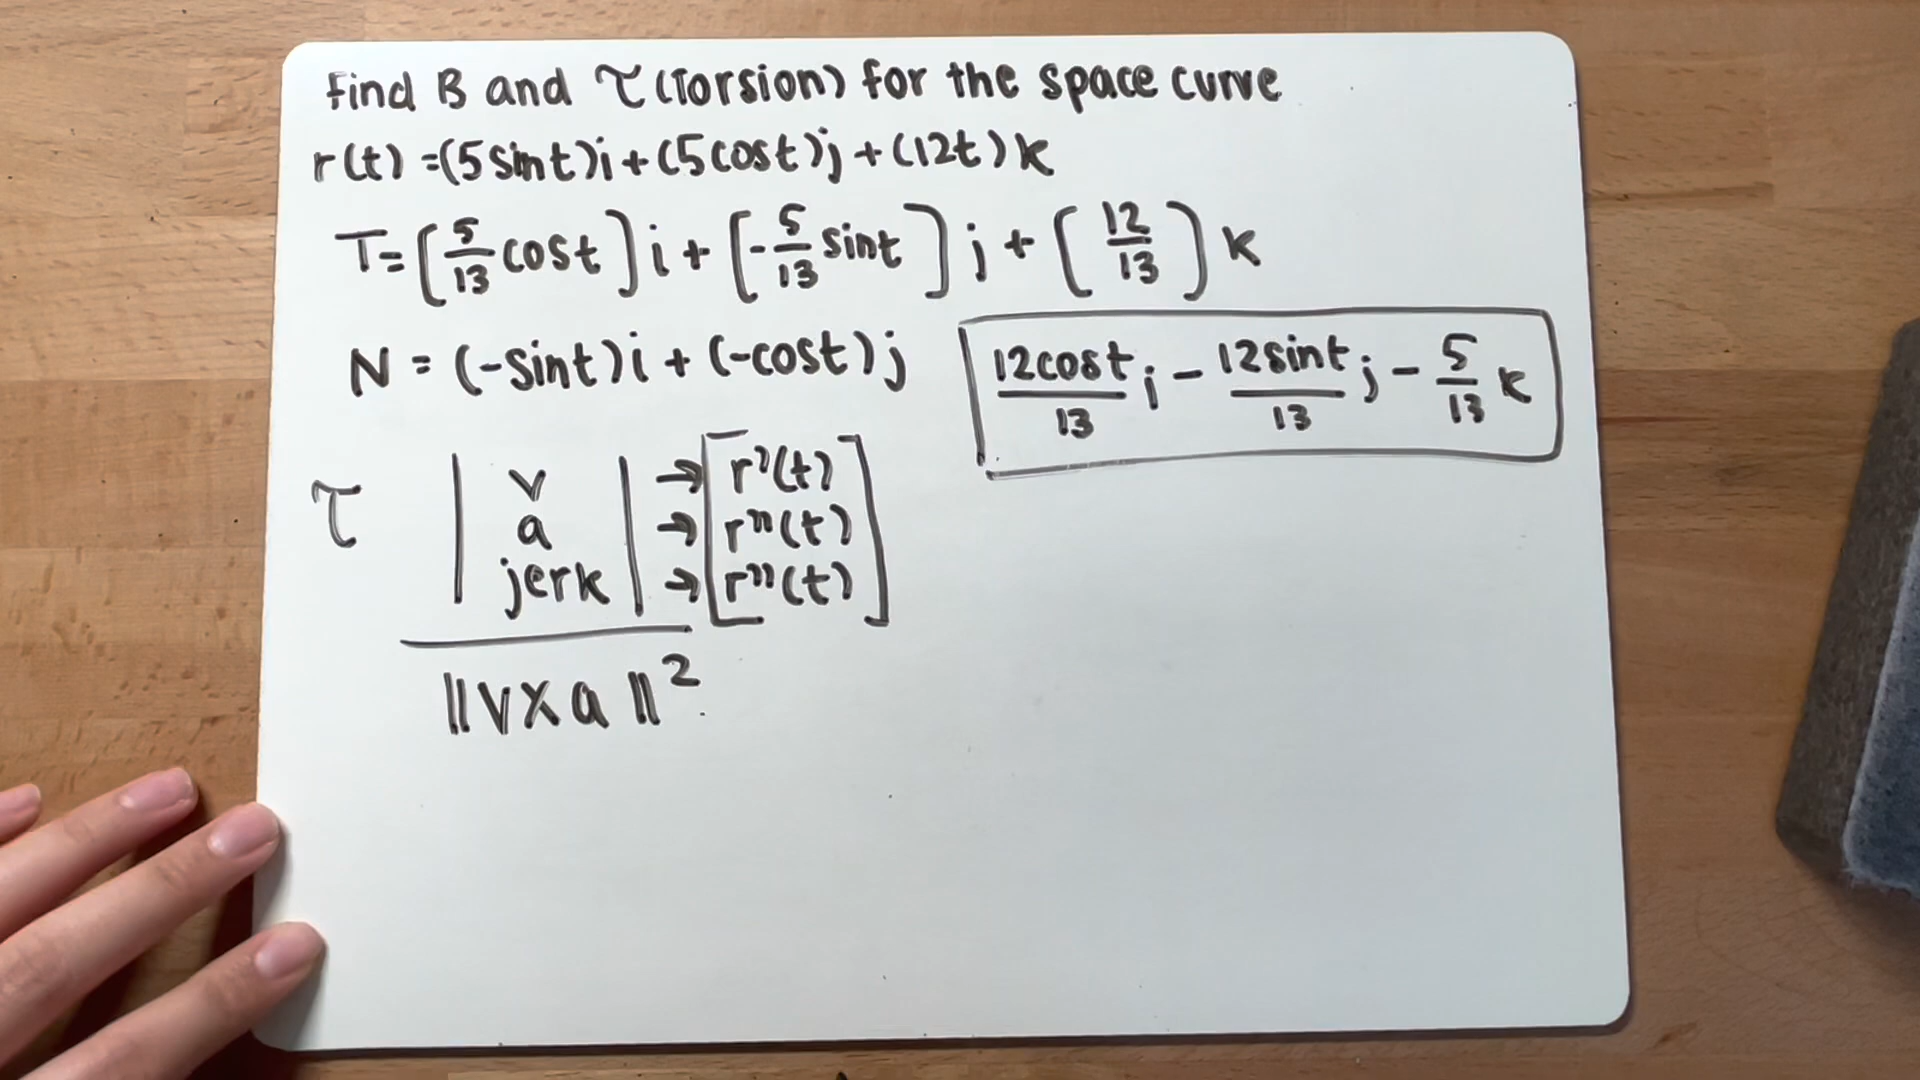 Find B and τ (Torsion) for the space curve
r(t) =(5sint)i+(5cost)j+(12t)k
T=[5/13 cost]i+[-5/13 sint]j+[12/13]k
N = (-sint)i + (-cost)j
12cost/13 i - 12sint/13 j - 5/13 k
τ | v | → [r'(t)]
| a | → [r"(t)]
| jerk | → [r"'(t)]
||vxa||²